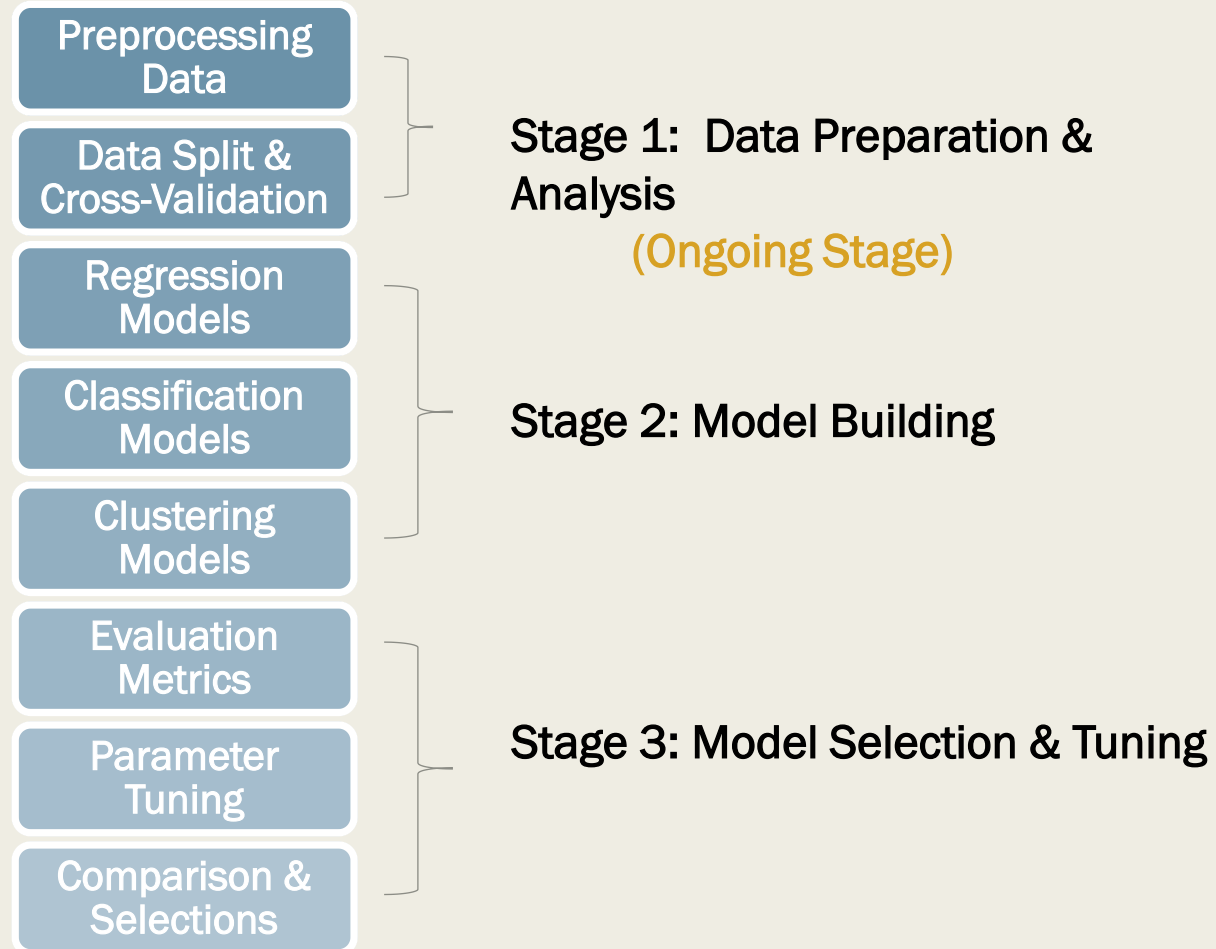 Preprocessing
Data
Data Split &
Cross-Validation
Regression
Models
Classification
Models
Clustering
Models
Evaluation
Metrics
Parameter
Tuning
Comparison &
Selections
Stage 1:  Data Preparation &
Analysis
(Ongoing Stage)
Stage 2: Model Building
Stage 3: Model Selection & Tuning